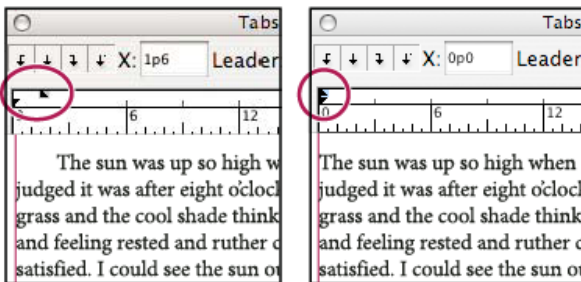 Tabs
X: 1p6 Leader
0 6 12
The sun was up so high w
judged it was after eight o'cloc
grass and the cool shade think
and feeling rested and ruther
satisfied. I could see the sun
Tabs
X: 0p0 Leader
0 6 12
The sun was up so high when
judged it was after eight o'cloc
grass and the cool shade think
and feeling rested and ruther
satisfied. I could see the sun